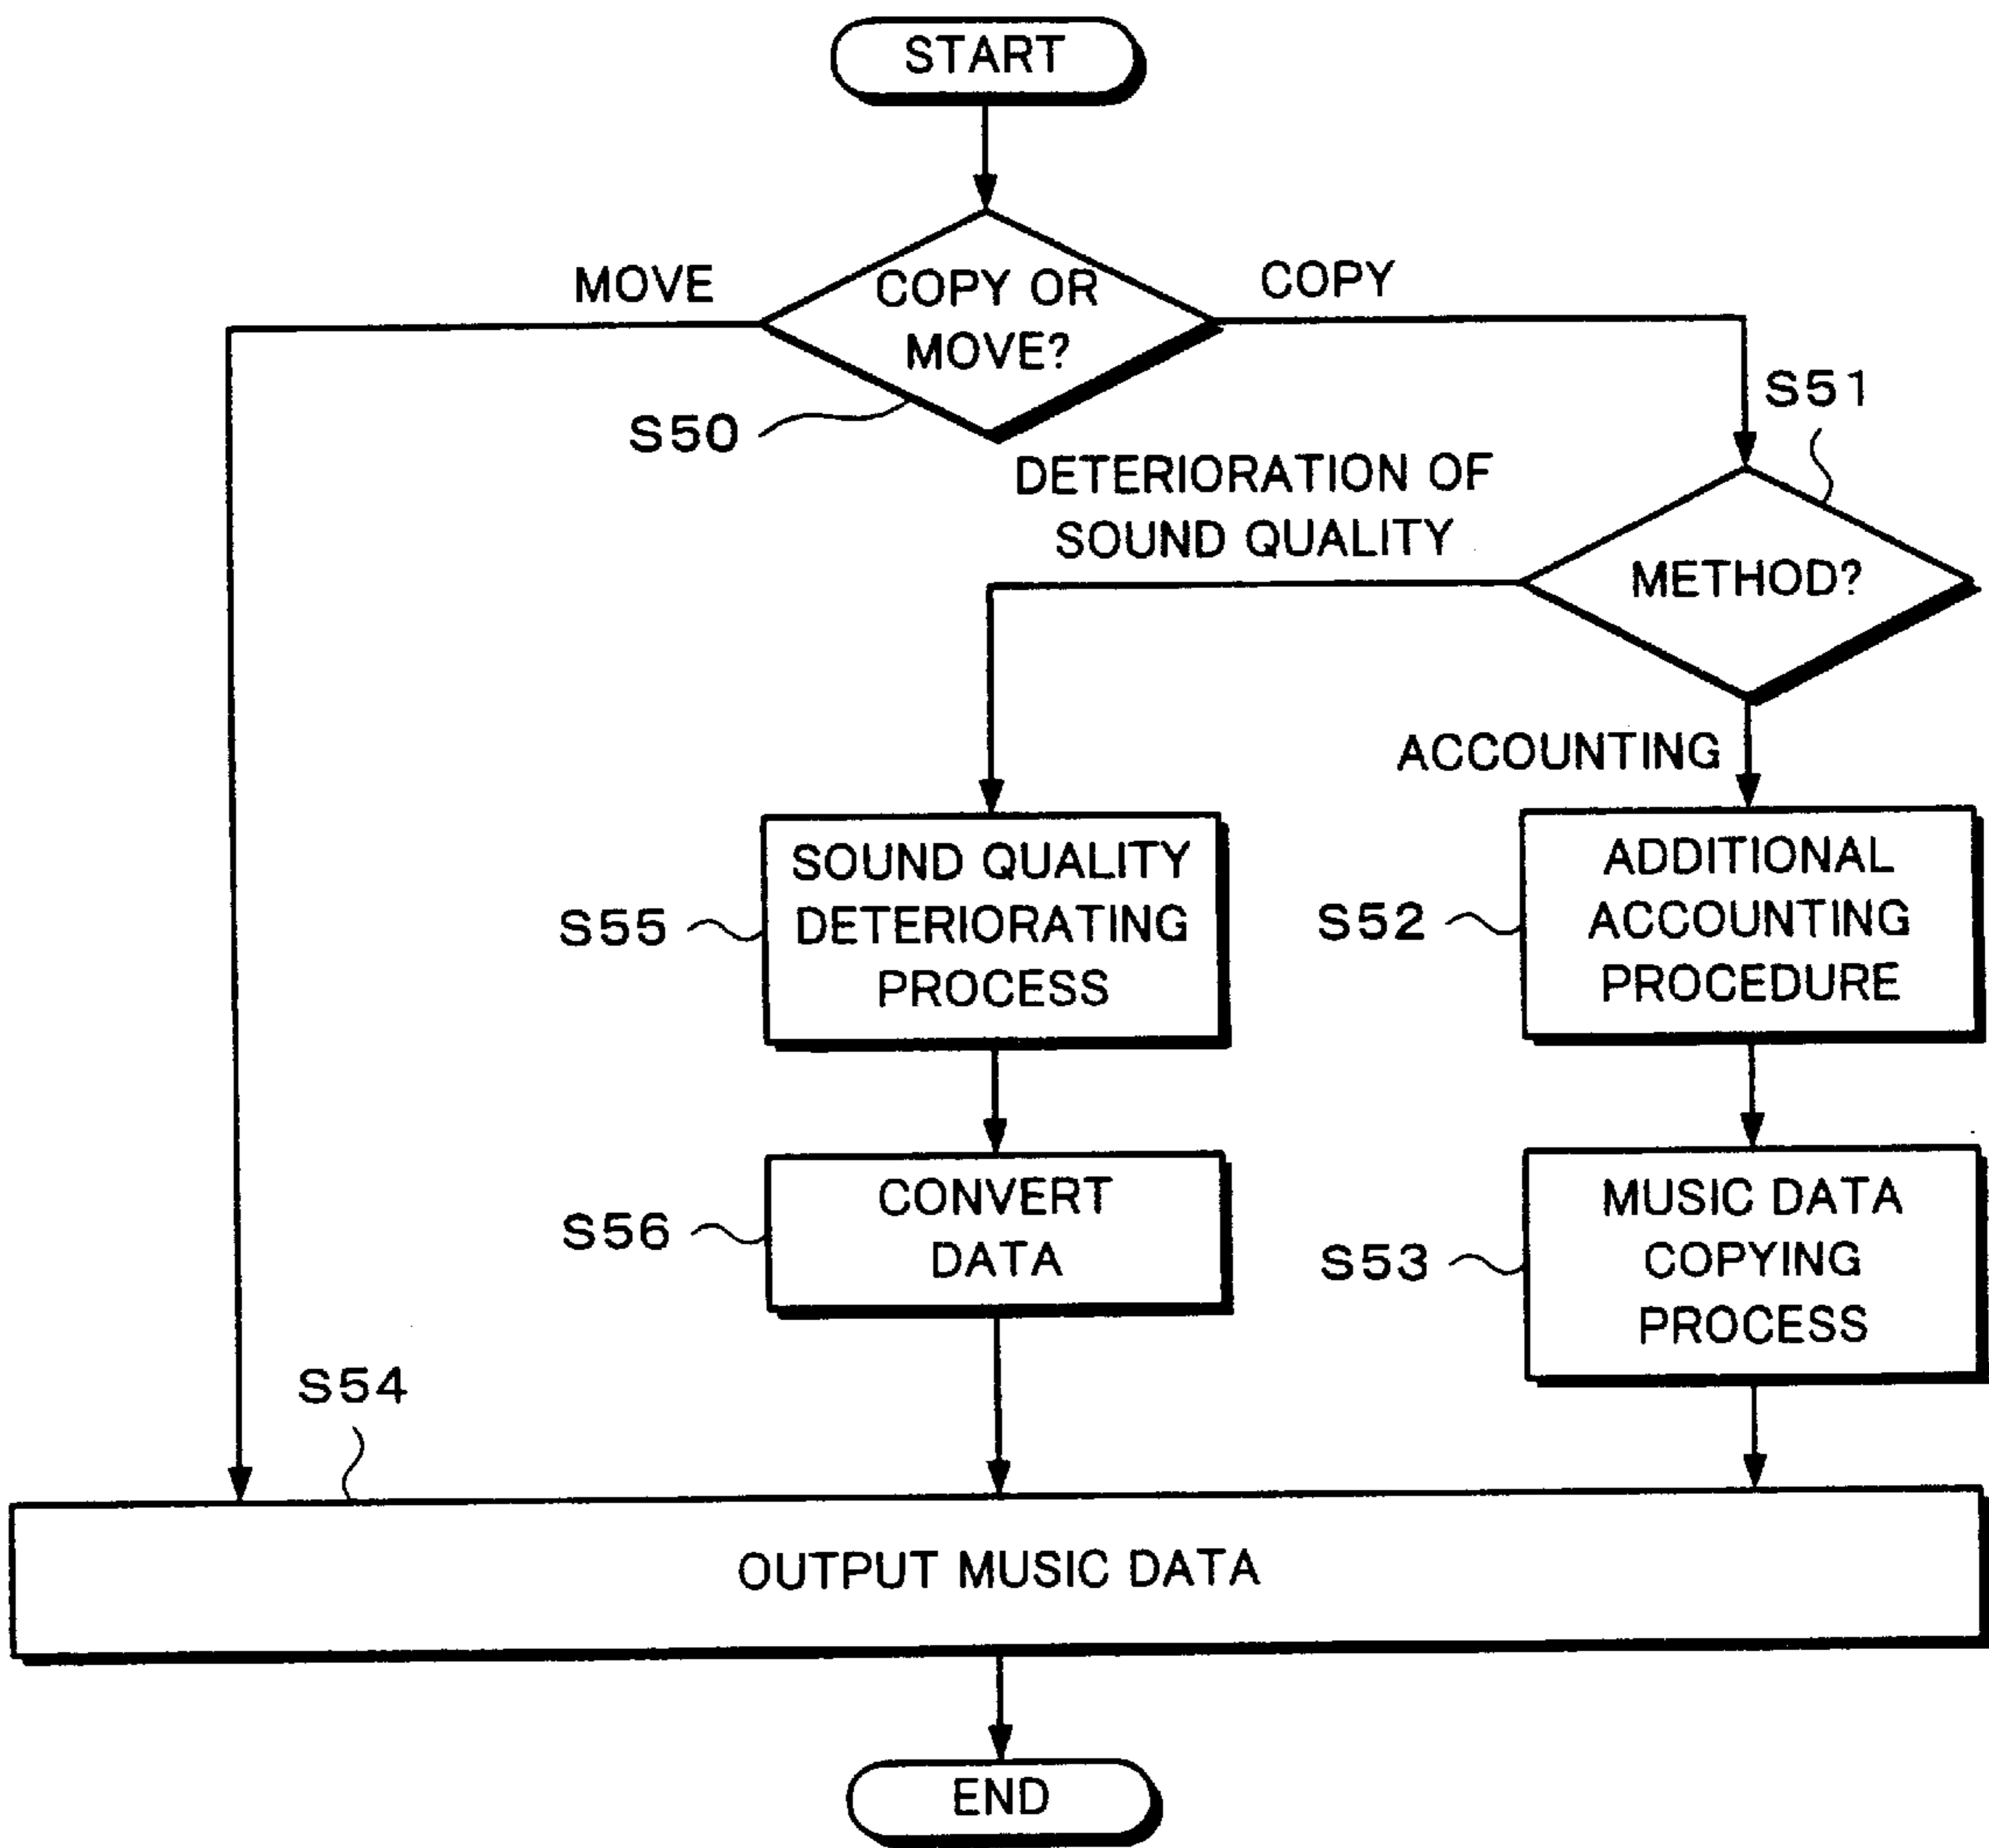 START
MOVE
COPY OR
MOVE?
COPY
S50
S51
DETERIORATION OF
SOUND QUALITY
METHOD?
ACCOUNTING
S55
SOUND QUALITY
DETERIORATING
PROCESS
S52
ADDITIONAL
ACCOUNTING
PROCEDURE
S56
CONVERT
DATA
S53
MUSIC DATA
COPYING
PROCESS
S54
OUTPUT MUSIC DATA
END